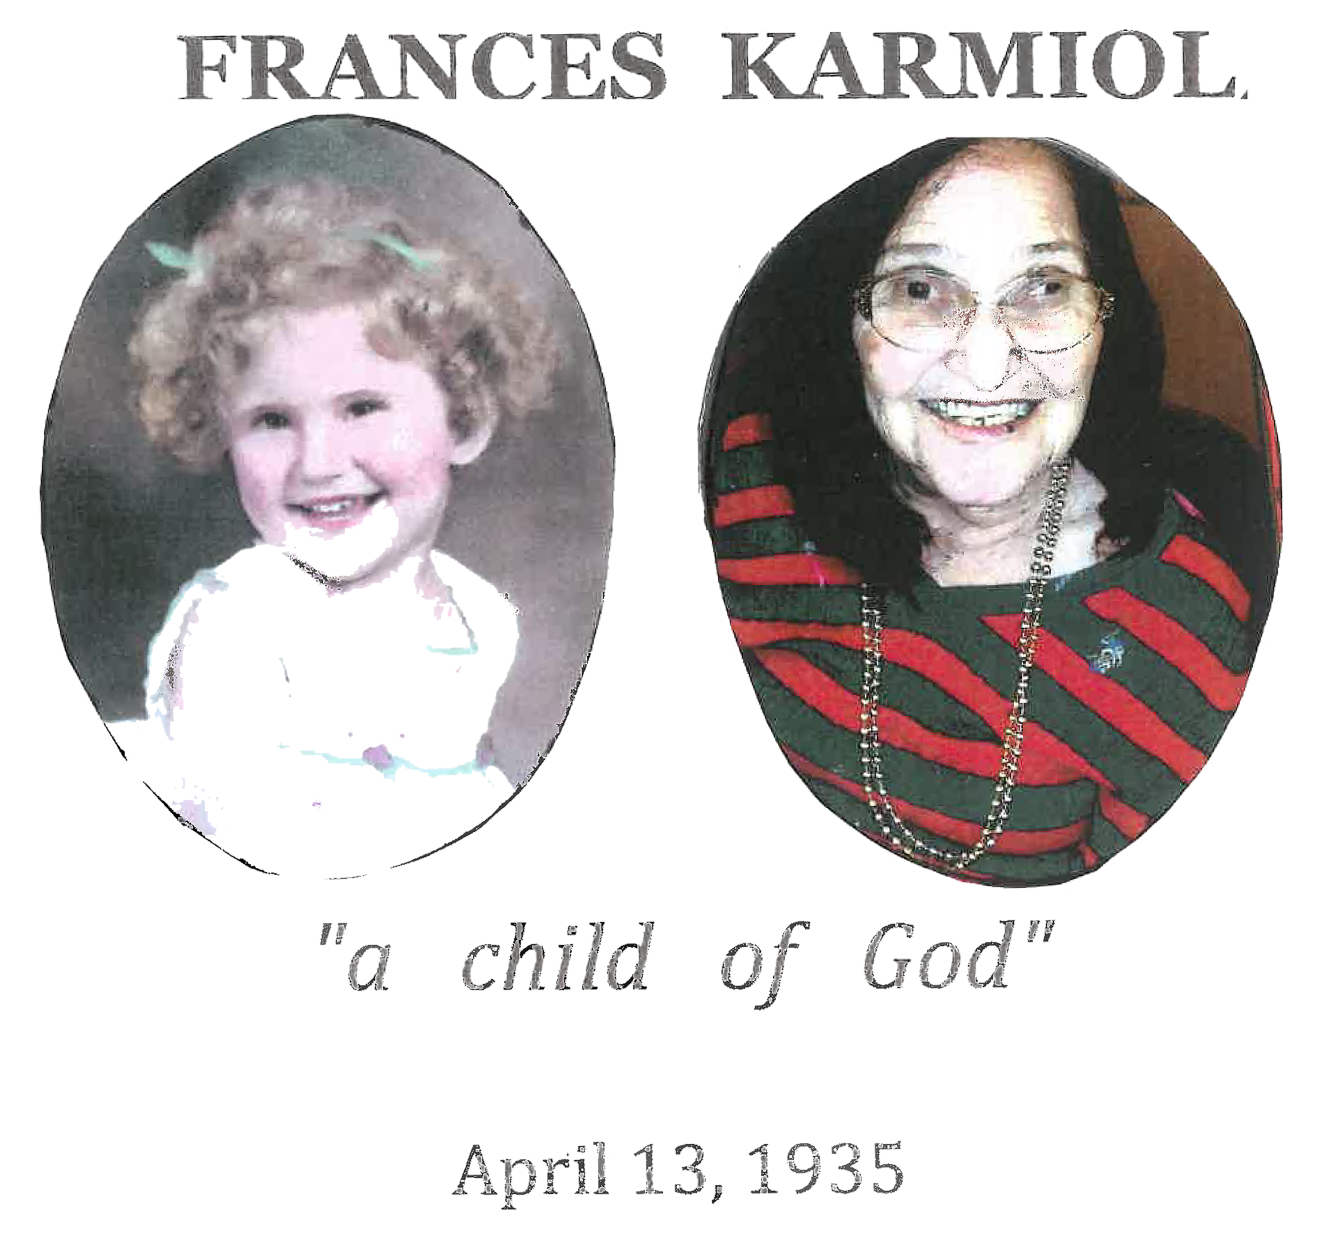 FRANCES KARMIOL
"a child of God"
April 13, 1935